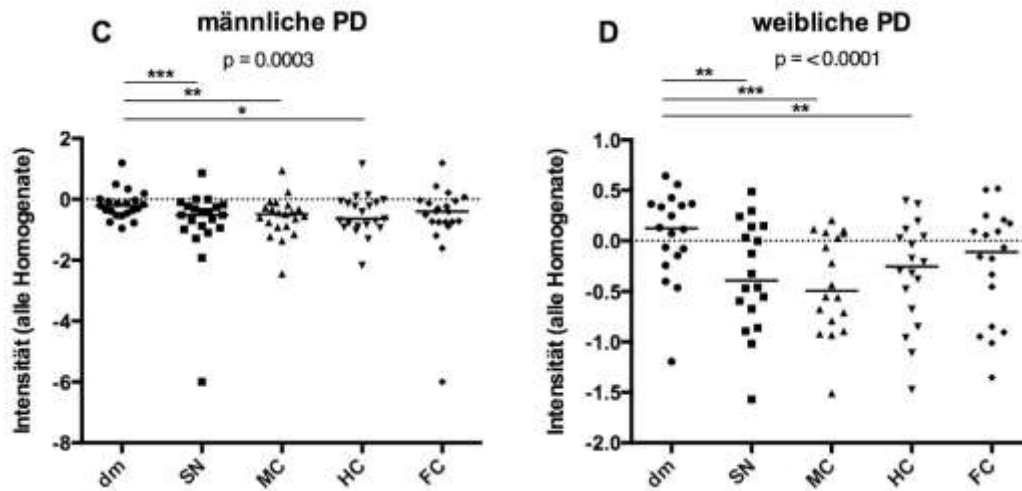 C männliche PD
p = 0.0003
***
**
*
2
0
-2
-4
-6
-8
Intensität (alle Homogenate)
dm SN MC HC FC
D weibliche PD
p = <0.0001
**
***
**
1.0
0.5
0.0
-0.5
-1.0
-1.5
-2.0
Intensität (alle Homogenate)
dm SN MC HC FC